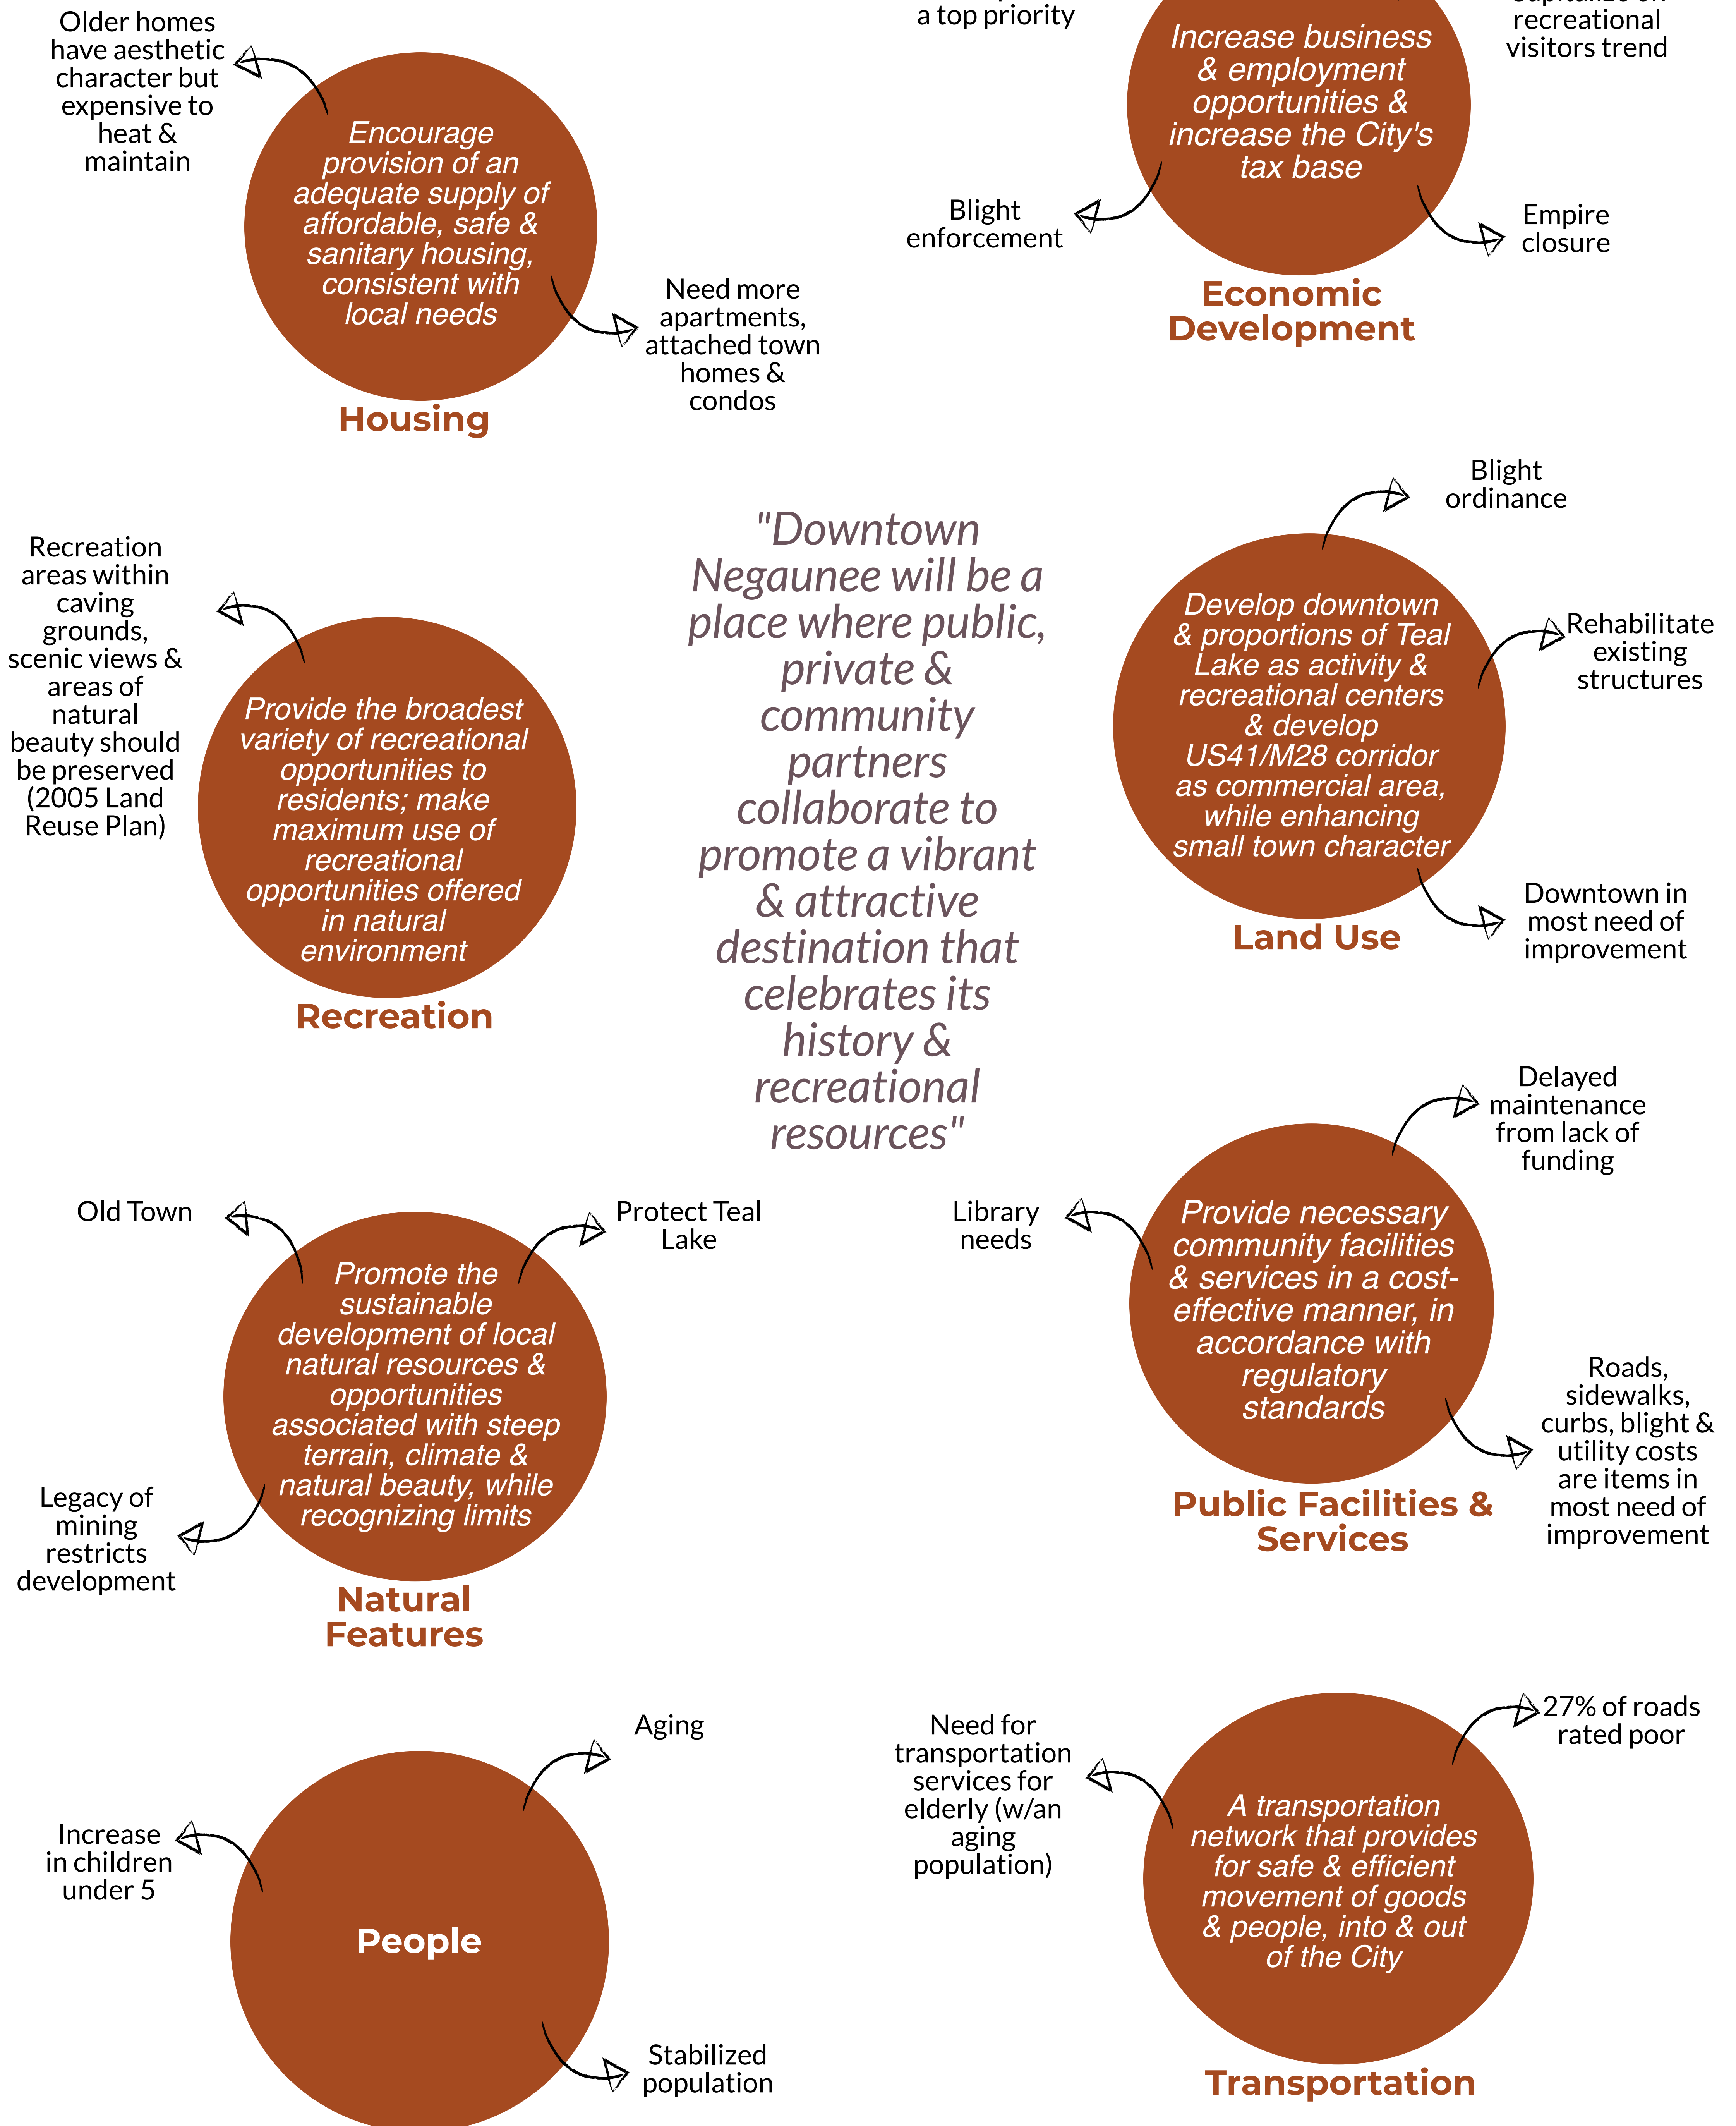 Older homes
have aesthetic
character but
expensive to
heat &
maintain
Encourage
provision of an
adequate supply of
affordable, safe &
sanitary housing,
consistent with
local needs
Need more
apartments,
attached town
homes &
condos
Housing
a top priority
recreational
visitors trend
Increase business
& employment
opportunities &
increase the City's
tax base
Blight
enforcement
Empire
closure
Economic
Development
Recreation
areas within
caving
grounds,
scenic views &
areas of
natural
beauty should
be preserved
(2005 Land
Reuse Plan)
Provide the broadest
variety of recreational
opportunities to
residents; make
maximum use of
recreational
opportunities offered
in natural
environment
Recreation
"Downtown
Negaunee will be a
place where public,
private &
community
partners
collaborate to
promote a vibrant
& attractive
destination that
celebrates its
history &
recreational
resources"
Blight
ordinance
Rehabilitate
existing
structures
Develop downtown
& proportions of Teal
Lake as activity &
recreational centers
& develop
US41/M28 corridor
as commercial area,
while enhancing
small town character
Downtown in
most need of
improvement
Land Use
Old Town
Protect Teal
Lake
Promote the
sustainable
development of local
natural resources &
opportunities
associated with steep
terrain, climate &
natural beauty, while
recognizing limits
Legacy of
mining
restricts
development
Natural
Features
Delayed
maintenance
from lack of
funding
Library
needs
Provide necessary
community facilities
& services in a cost-
effective manner, in
accordance with
regulatory
standards
Roads,
sidewalks,
curbs, blight &
utility costs
are items in
most need of
improvement
Public Facilities &
Services
Aging
Increase
in children
under 5
People
Stabilized
population
Need for
transportation
services for
elderly (w/an
aging
population)
27% of roads
rated poor
A transportation
network that provides
for safe & efficient
movement of goods
& people, into & out
of the City
Transportation